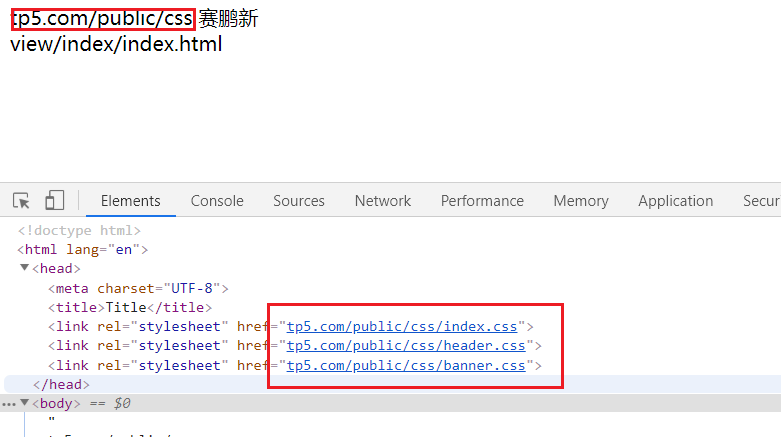 tp5.com/public/css 赛鹏新
view/index/index.html
Elements Console Sources Network Performance Memory Application Secur
<!doctype html>
<html lang="en">
▼<head>
<meta charset="UTF-8">
<title>Title</title>
<link rel="stylesheet" href="tp5.com/public/css/index.css">
<link rel="stylesheet" href="tp5.com/public/css/header.css">
<link rel="stylesheet" href="tp5.com/public/css/banner.css">
</head>
…▼<body> == $0
"